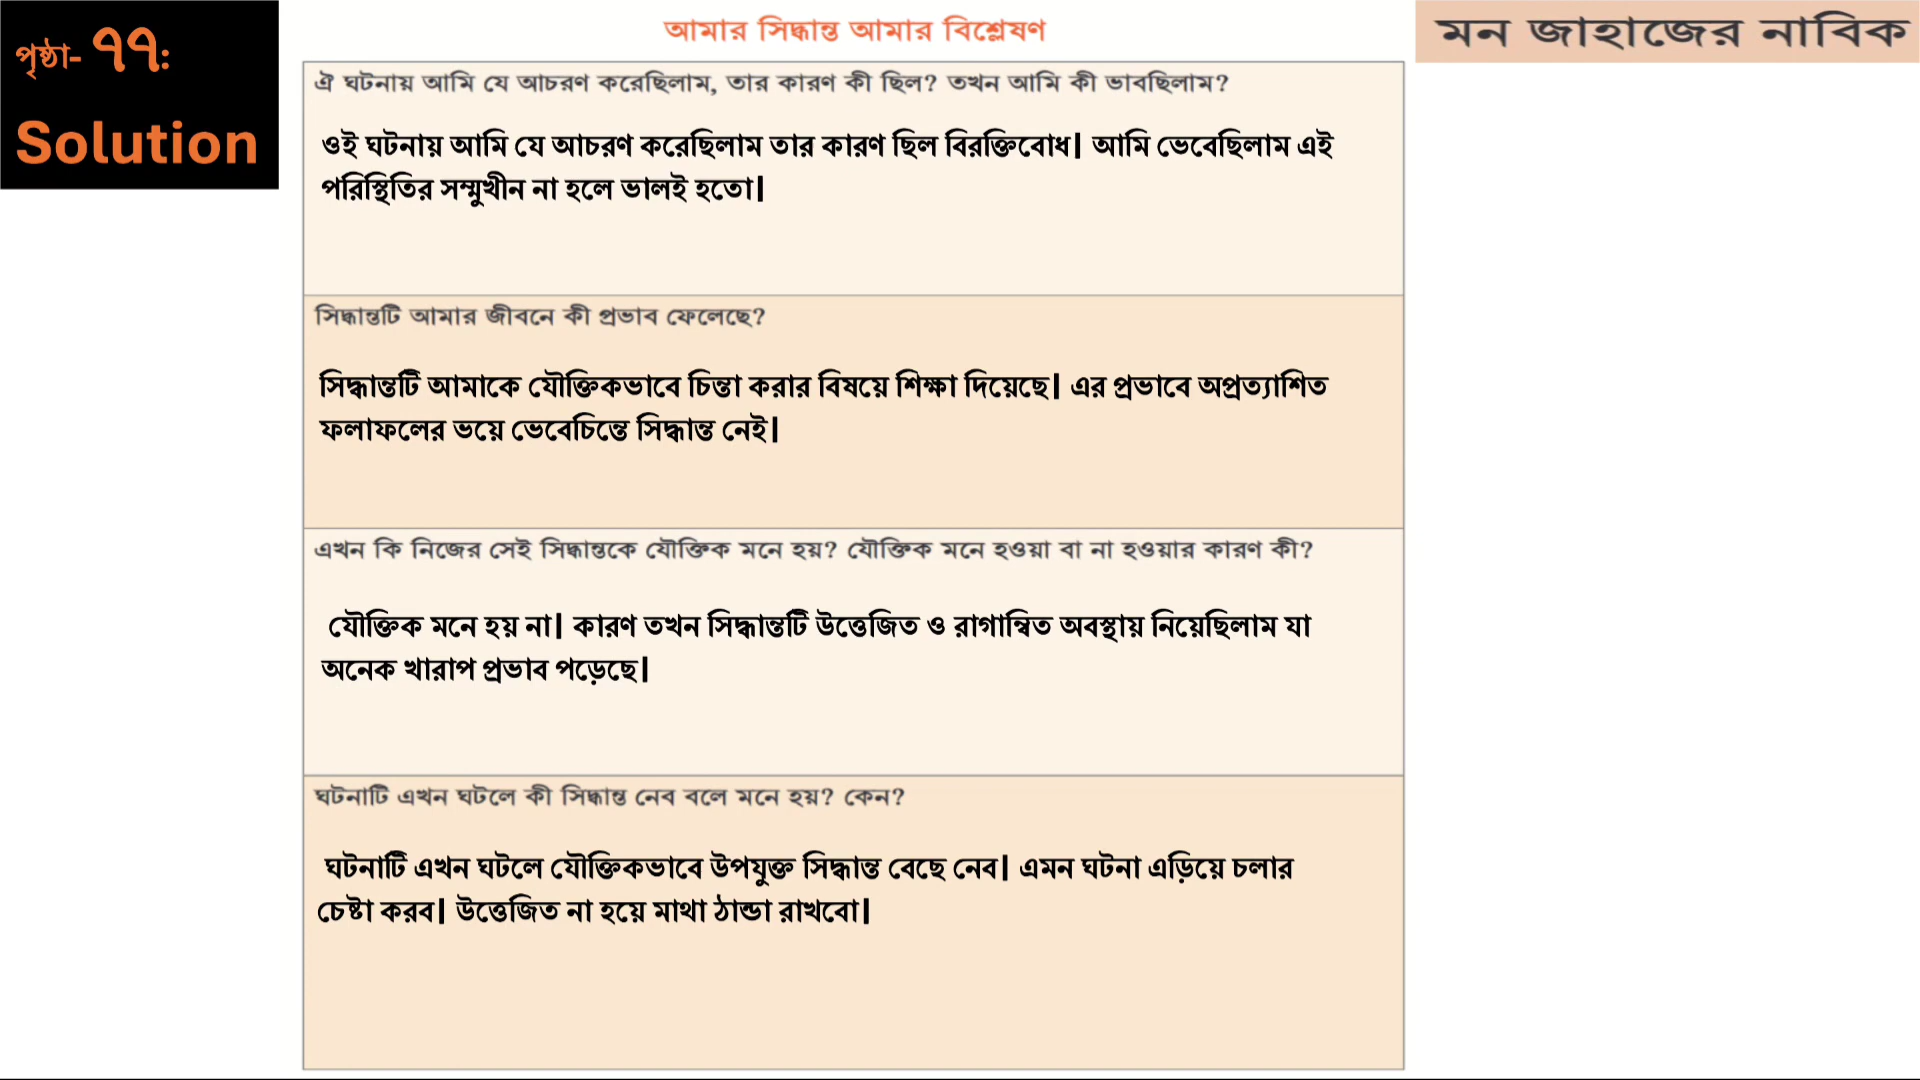 পৃষ্ঠা- ৭৭:
Solution
আমার সিদ্ধান্ত আমার বিশ্লেষণ
মন জাহাজের নাবিক
ঐ ঘটনায় আমি যে আচরণ করেছিলাম, তার কারণ কী ছিল? তখন আমি কী ভাবছিলাম?
ওই ঘটনায় আমি যে আচরণ করেছিলাম তার কারণ ছিল বিরক্তিবোধ| আমি ভেবেছিলাম এই
পরিস্থিতির সম্মুখীন না হলে ভালই হতো|
সিদ্ধান্তটি আমার জীবনে কী প্রভাব ফেলেছে?
সিদ্ধান্তটি আমাকে যৌক্তিকভাবে চিন্তা করার বিষয়ে শিক্ষা দিয়েছে| এর প্রভাবে অপ্রত্যাশিত
ফলাফলের ভয়ে ভেবেচিন্তে সিদ্ধান্ত নেই|
এখন কি নিজের সেই সিদ্ধান্তকে যৌক্তিক মনে হয়? যৌক্তিক মনে হওয়া বা না হওয়ার কারণ কী?
যৌক্তিক মনে হয় না| কারণ তখন সিদ্ধান্তটি উত্তেজিত ও রাগান্বিত অবস্থায় নিয়েছিলাম যা
অনেক খারাপ প্রভাব পড়েছে|
ঘটনাটি এখন ঘটলে কী সিদ্ধান্ত নেব বলে মনে হয়? কেন?
ঘটনাটি এখন ঘটলে যৌক্তিকভাবে উপযুক্ত সিদ্ধান্ত বেছে নেব| এমন ঘটনা এড়িয়ে চলার
চেষ্টা করব| উত্তেজিত না হয়ে মাথা ঠান্ডা রাখবো|